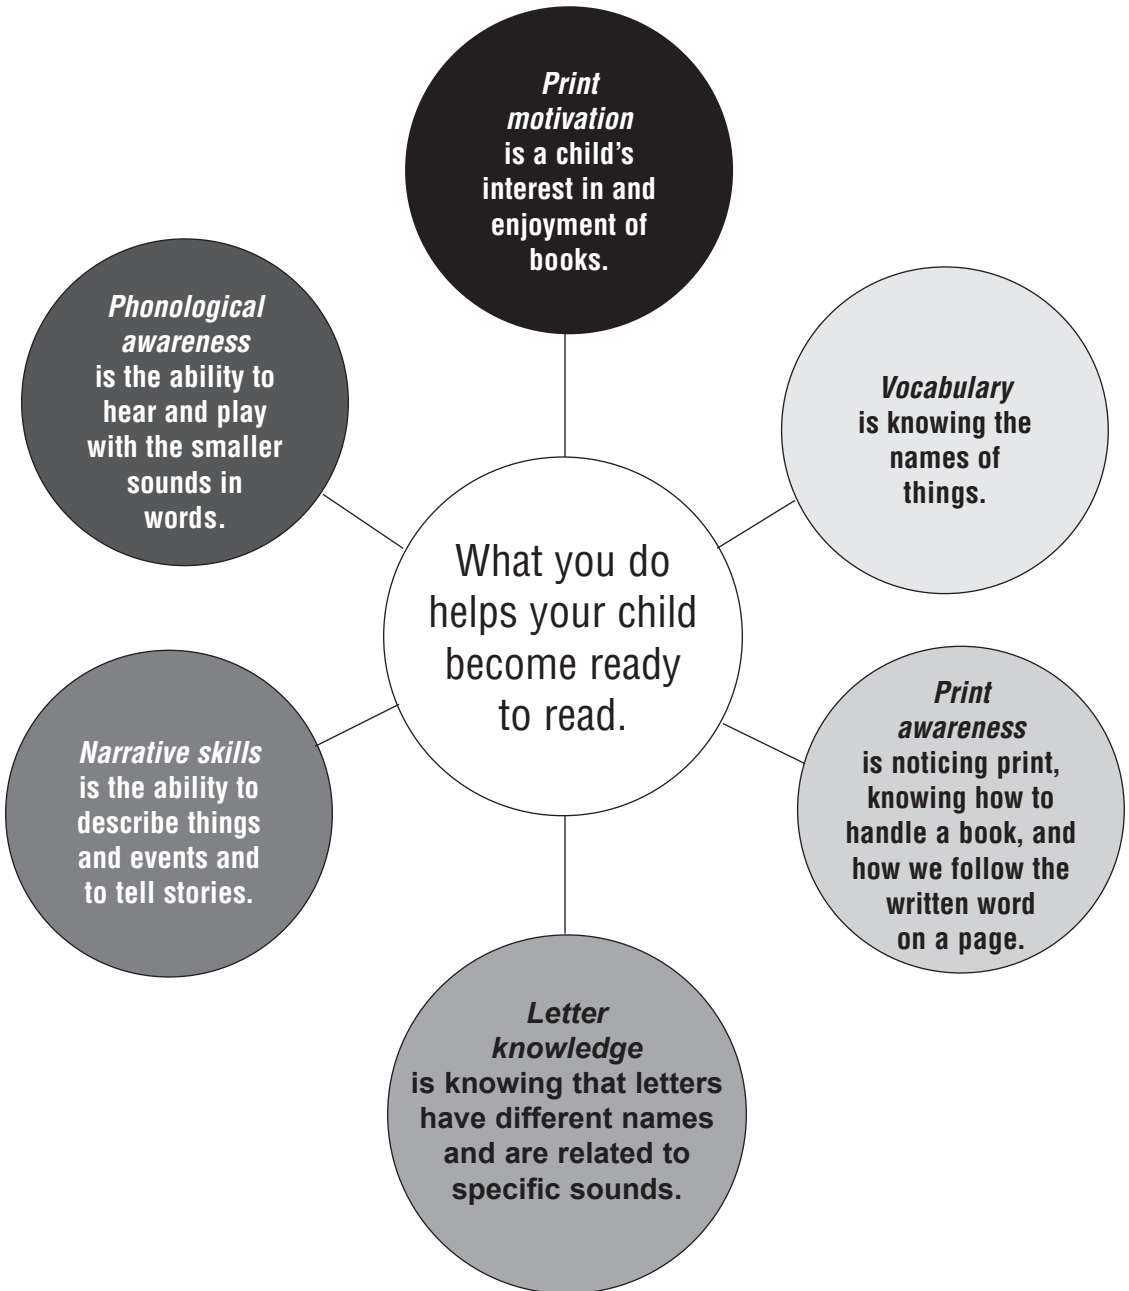 Print
motivation
is a child's
interest in and
enjoyment of
books.
Phonological
awareness
is the ability to
hear and play
with the smaller
sounds in
words.
Vocabulary
is knowing the
names of
things.
What you do
helps your child
become ready
to read.
Narrative skills
is the ability to
describe things
and events and
to tell stories.
Print
awareness
is noticing print,
knowing how to
handle a book, and
how we follow the
written word
on a page.
Letter
knowledge
is knowing that letters
have different names
and are related to
specific sounds.